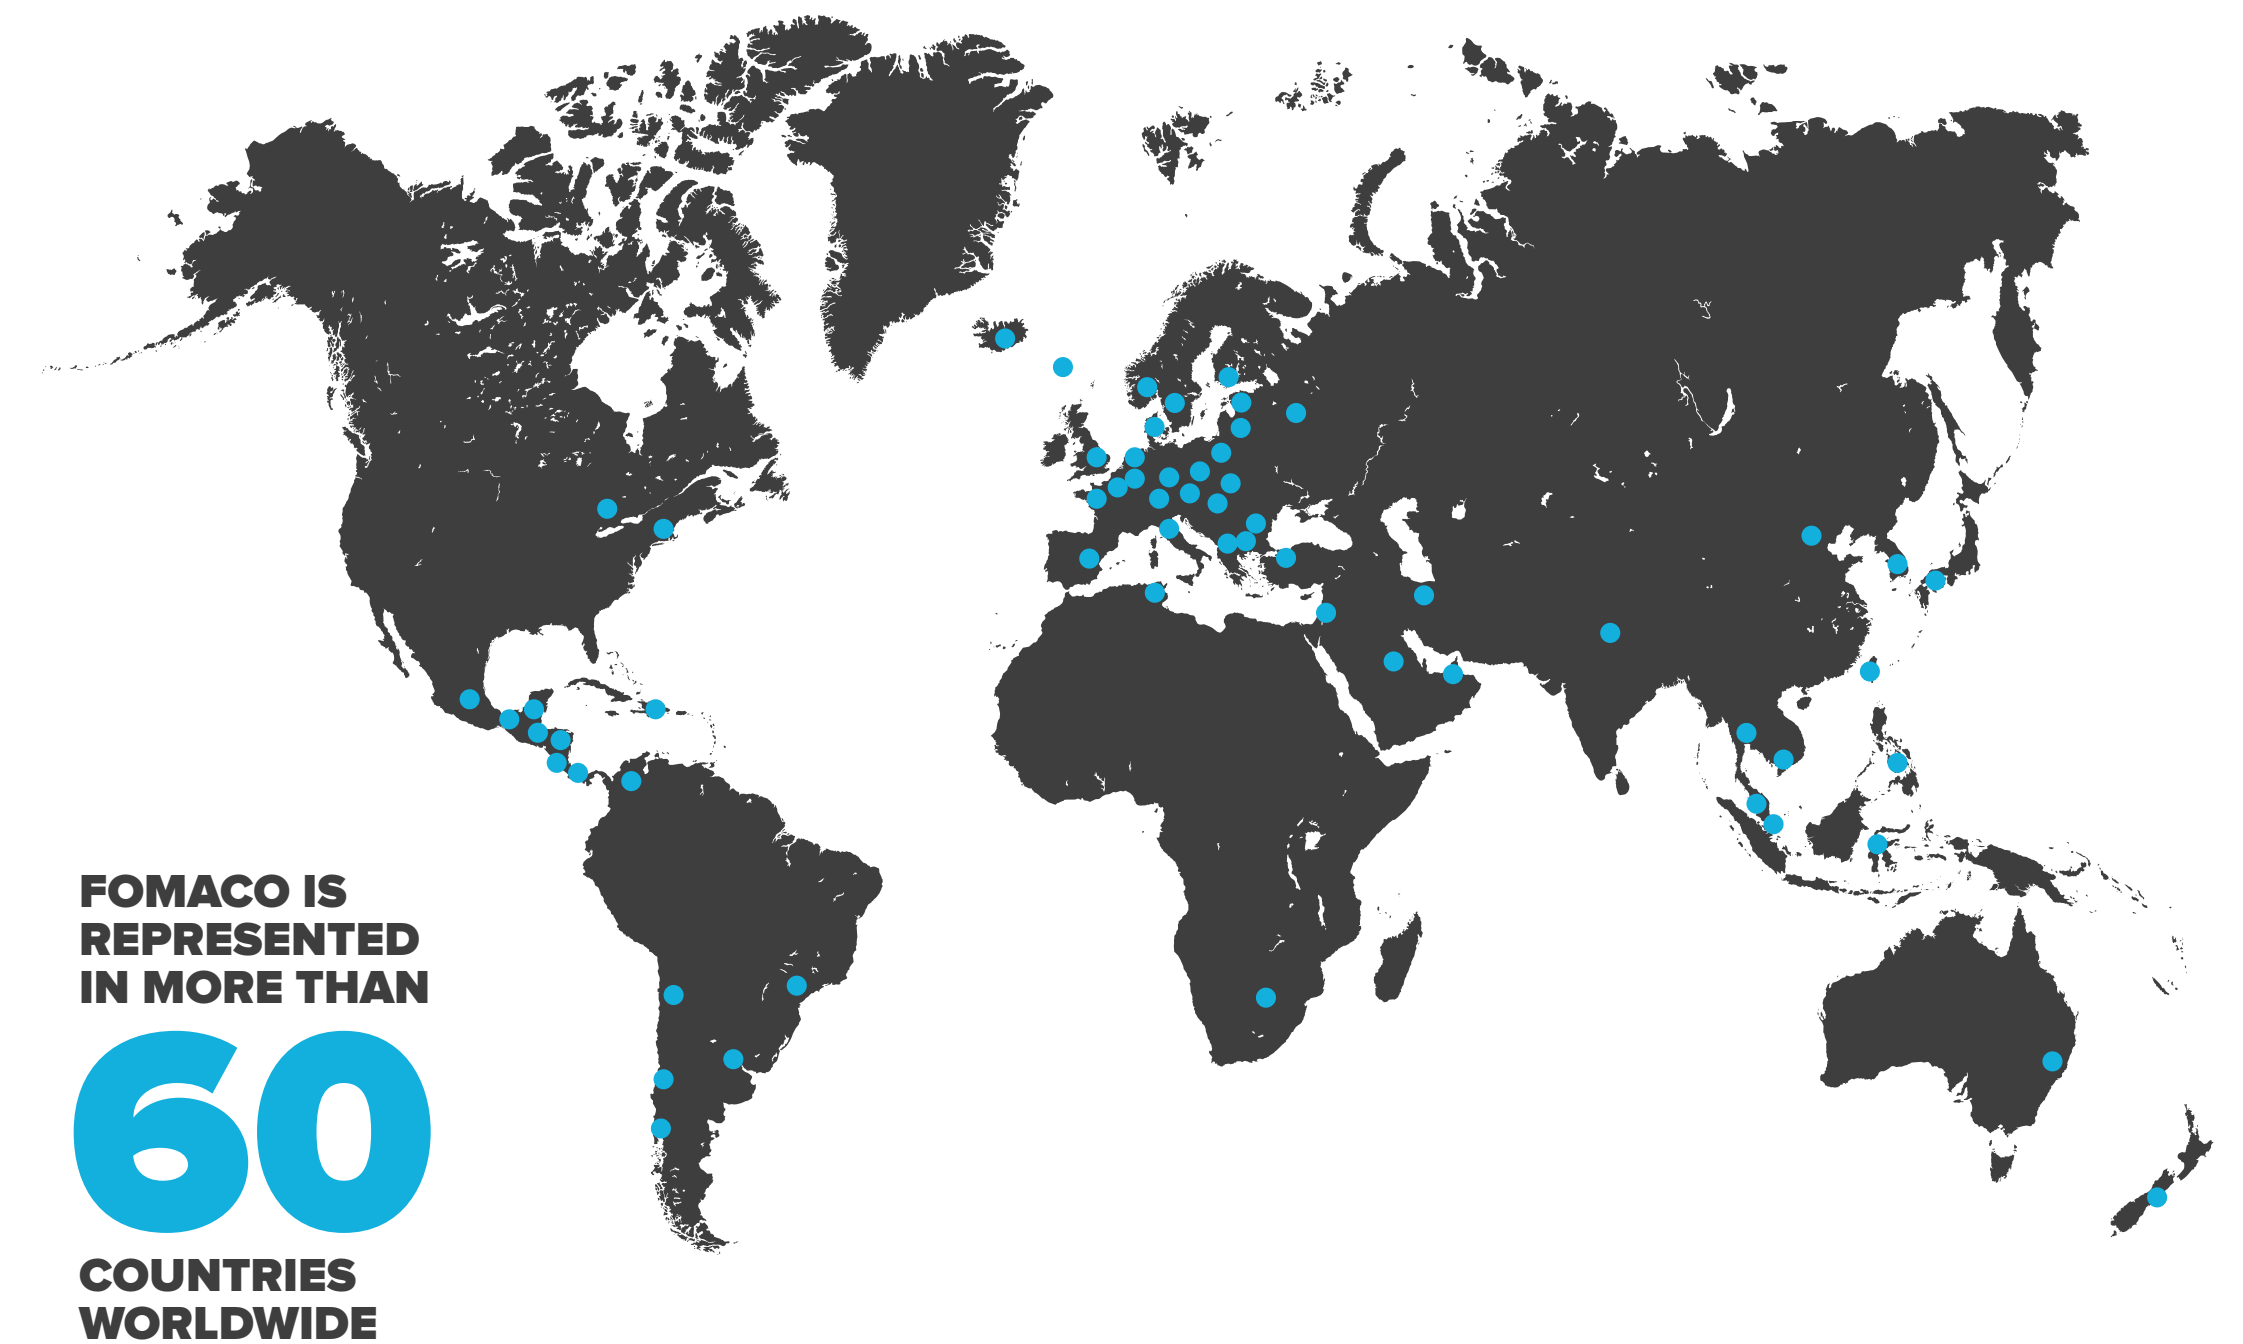 FOMACO IS
REPRESENTED
IN MORE THAN
60
COUNTRIES
WORLDWIDE